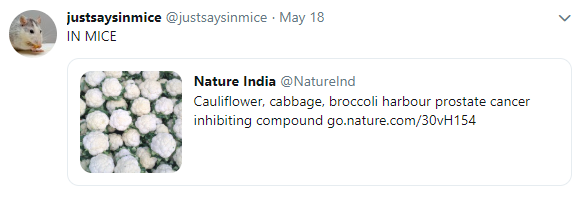 justsaysinmice @justsaysinmice · May 18
IN MICE
Nature India @NatureInd
Cauliflower, cabbage, broccoli harbour prostate cancer
inhibiting compound go.nature.com/30vH154